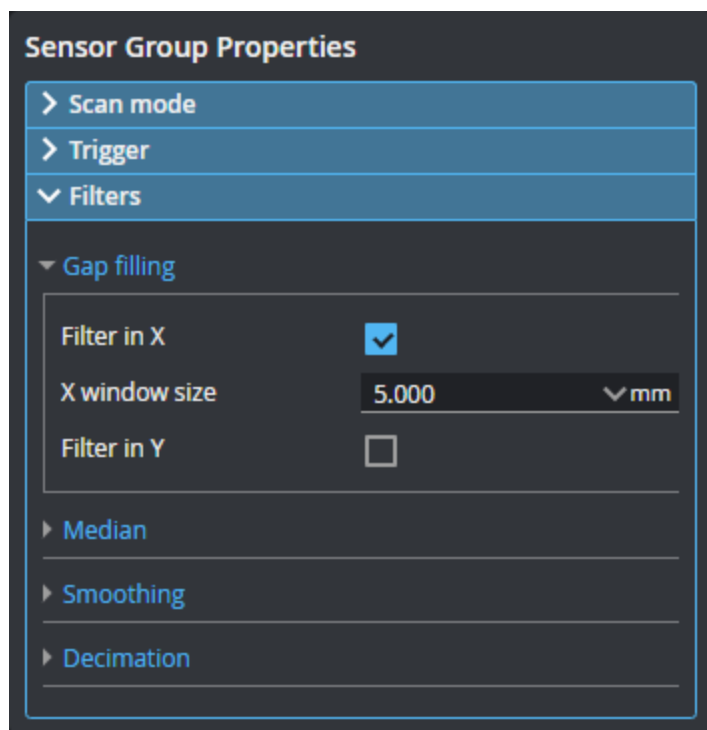 Sensor Group Properties
Scan mode
Trigger
Filters
Gap filling
Filter in X
X window size 5.000 mm
Filter in Y
Median
Smoothing
Decimation